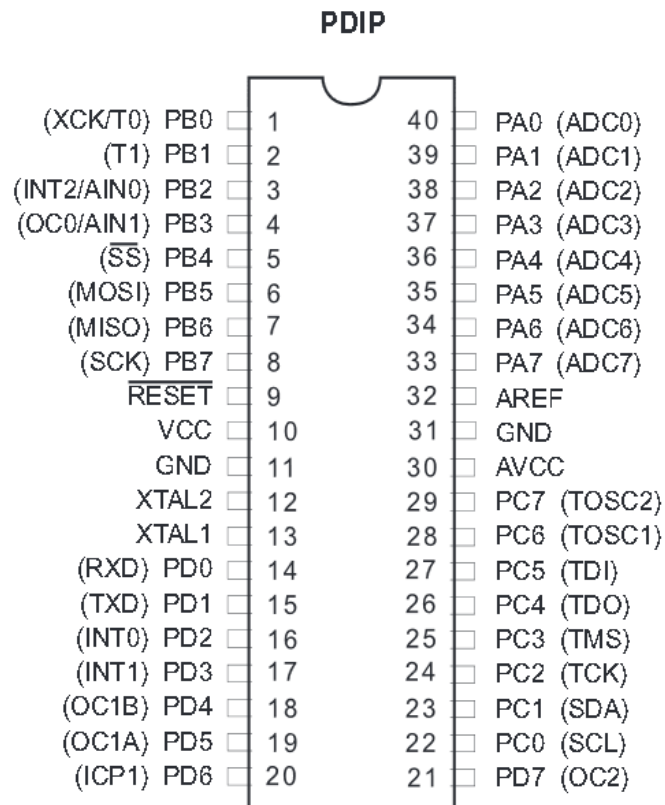 PDIP
(XCK/T0) PB0 1 40 PA0 (ADC0)
(T1) PB1 2 39 PA1 (ADC1)
(INT2/AIN0) PB2 3 38 PA2 (ADC2)
(OC0/AIN1) PB3 4 37 PA3 (ADC3)
(SS) PB4 5 36 PA4 (ADC4)
(MOSI) PB5 6 35 PA5 (ADC5)
(MISO) PB6 7 34 PA6 (ADC6)
(SCK) PB7 8 33 PA7 (ADC7)
RESET 9 32 AREF
VCC 10 31 GND
GND 11 30 AVCC
XTAL2 12 29 PC7 (TOSC2)
XTAL1 13 28 PC6 (TOSC1)
(RXD) PD0 14 27 PC5 (TDI)
(TXD) PD1 15 26 PC4 (TDO)
(INT0) PD2 16 25 PC3 (TMS)
(INT1) PD3 17 24 PC2 (TCK)
(OC1B) PD4 18 23 PC1 (SDA)
(OC1A) PD5 19 22 PC0 (SCL)
(ICP1) PD6 20 21 PD7 (OC2)